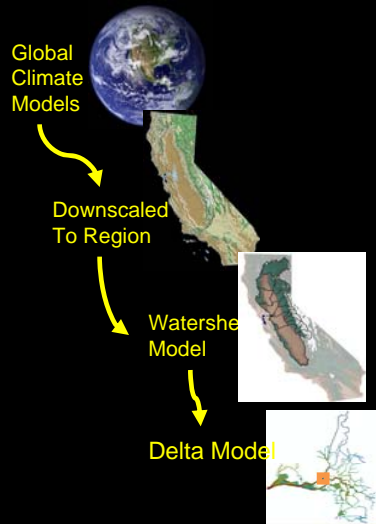 Global
Climate
Models
Downscaled
To Region
Watershe
Model
Delta Model